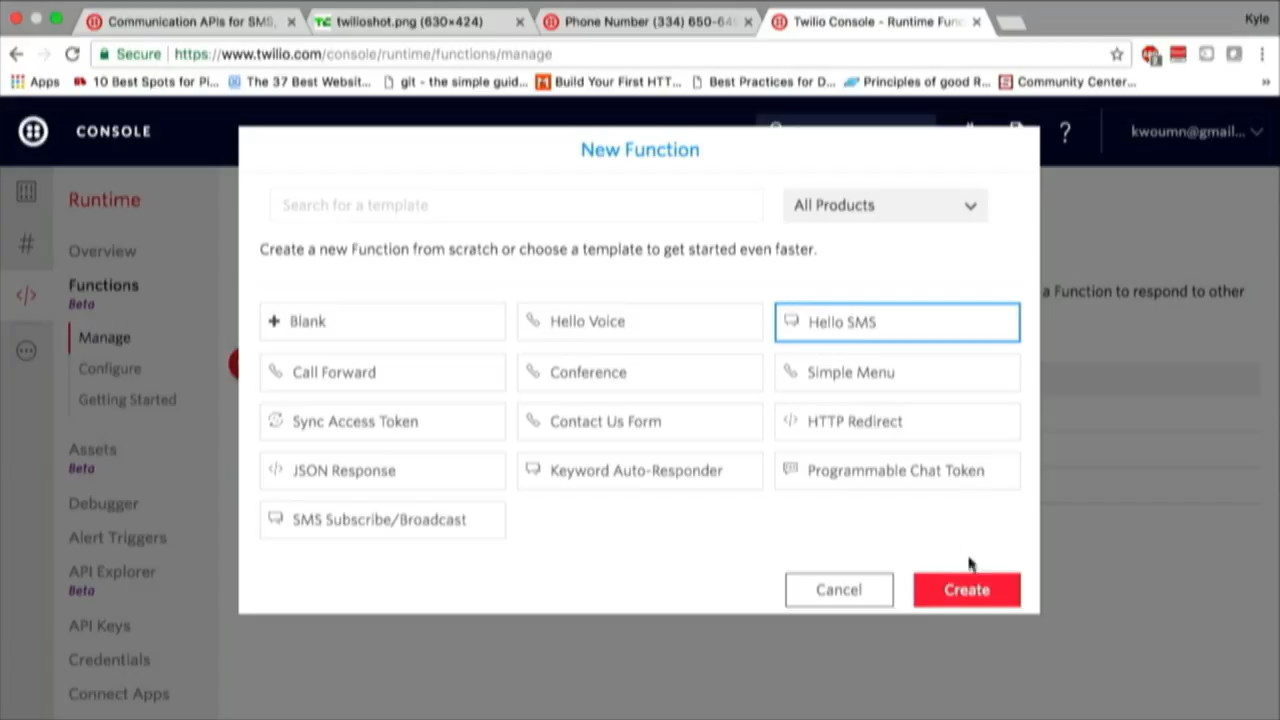 Communication APIs for SMS,
twilioshot.png (630×424)
Phone Number (334) 650-64
Twilio Console - Runtime Func
Kyle
Secure
https://www.twilio.com/console/runtime/functions/manage
Apps
10 Best Spots for Pi...
The 37 Best Websit...
git - the simple guid...
Build Your First HTT...
Best Practices for D...
Principles of good R...
Community Center...
»
CONSOLE
?
kwoumn@gmail...
Runtime
Overview
Functions
Beta
Manage
Configure
Getting Started
Assets
Beta
Debugger
Alert Triggers
API Explorer
Beta
API Keys
Credentials
Connect Apps
a Function to respond to other
New Function
Search for a template
All Products
Create a new Function from scratch or choose a template to get started even faster.
Blank
Hello Voice
Hello SMS
Call Forward
Conference
Simple Menu
Sync Access Token
Contact Us Form
HTTP Redirect
JSON Response
Keyword Auto-Responder
Programmable Chat Token
SMS Subscribe/Broadcast
Cancel
Create